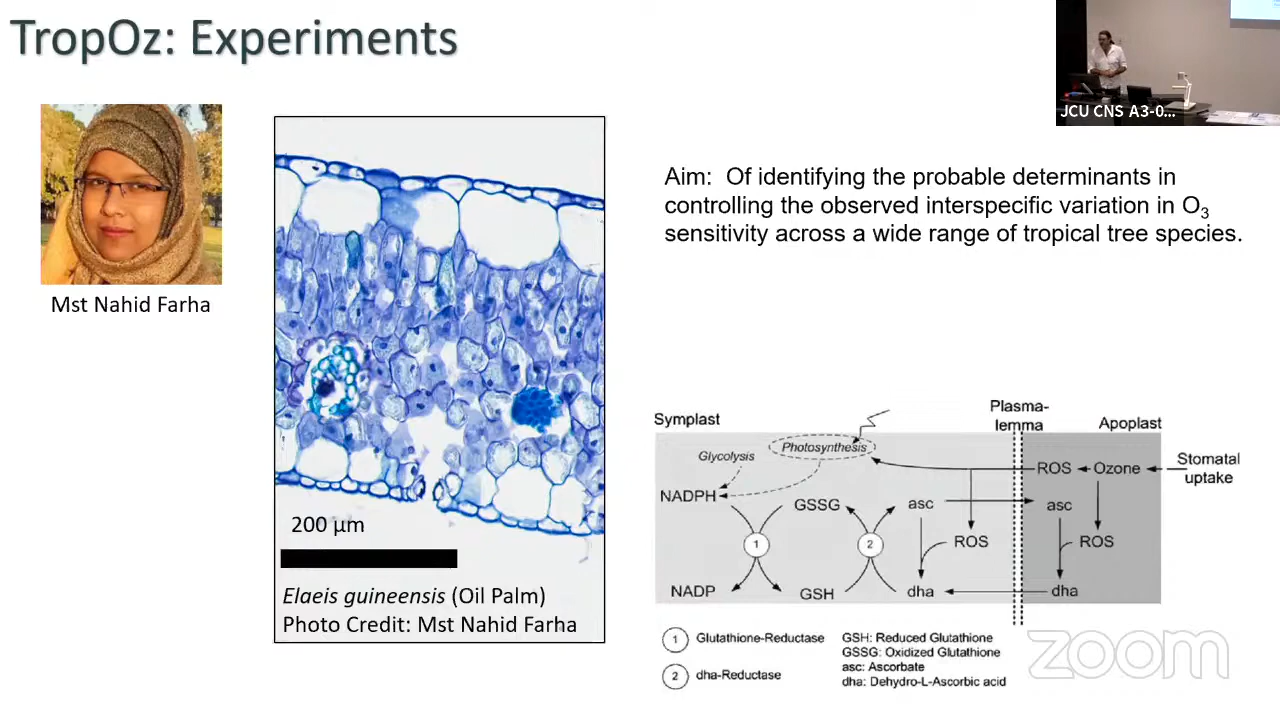 TropOz: Experiments
JCU CNS A3-0...
Mst Nahid Farha
Aim: Of identifying the probable determinants in
controlling the observed interspecific variation in O₃
sensitivity across a wide range of tropical tree species.
200 µm
Elaeis guineensis (Oil Palm)
Photo Credit: Mst Nahid Farha
Symplast
Plasma-
lemma
Apoplast
Glycolysis
Photosynthesis
ROS
Ozone
Stomatal
uptake
NADPH
GSSG
asc
asc
1
2
ROS
ROS
NADP
GSH
dha
dha
1 Glutathione-Reductase
2 dha-Reductase
GSH: Reduced Glutathione
GSSG: Oxidized Glutathione
asc: Ascorbate
dha: Dehydro-L-Ascorbic acid
zoom